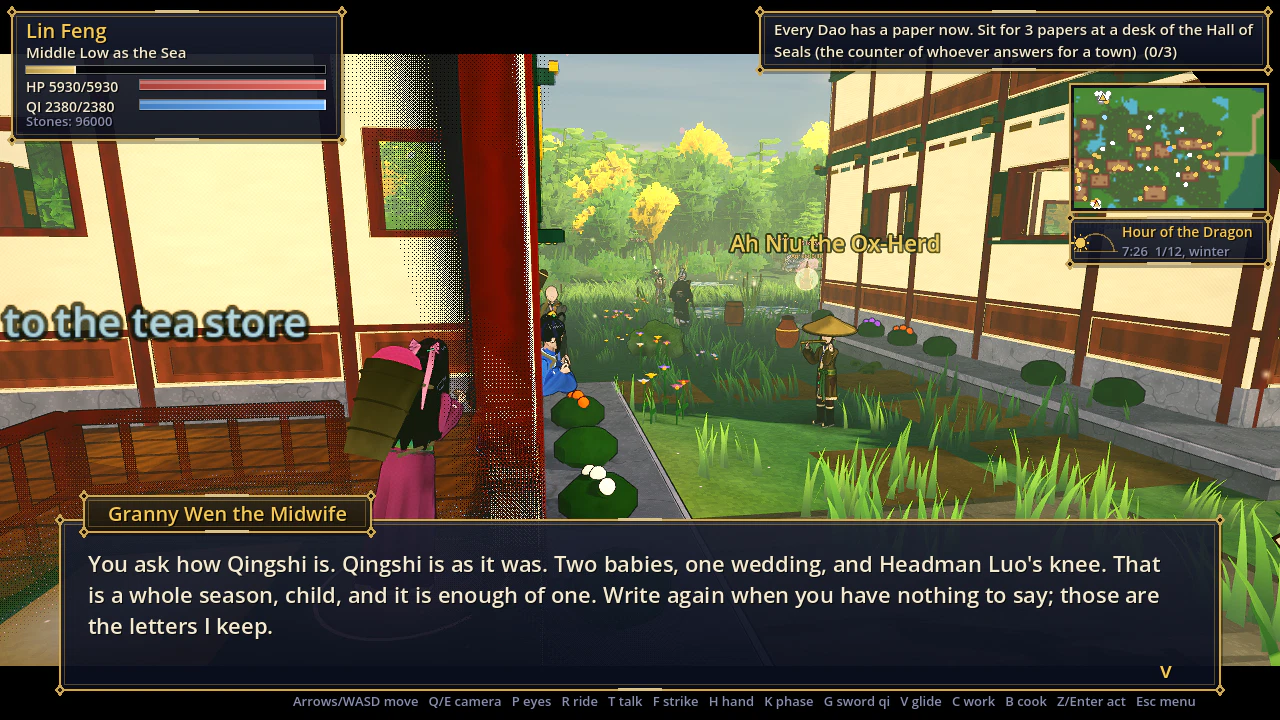 Lin Feng
Middle Low as the Sea
HP 5930/5930
QI 2380/2380
Stones: 96000
Every Dao has a paper now. Sit for 3 papers at a desk of the Hall of
Seals (the counter of whoever answers for a town) (0/3)
Hour of the Dragon
7:26 1/12, winter
Ah Niu the Ox-Herd
to the tea store
Granny Wen the Midwife
You ask how Qingshi is. Qingshi is as it was. Two babies, one wedding, and Headman Luo's knee. That
is a whole season, child, and it is enough of one. Write again when you have nothing to say; those are
the letters I keep.
V
Arrows/WASD move Q/E camera P eyes R ride T talk F strike H hand K phase G sword qi V glide C work B cook Z/Enter act Esc menu